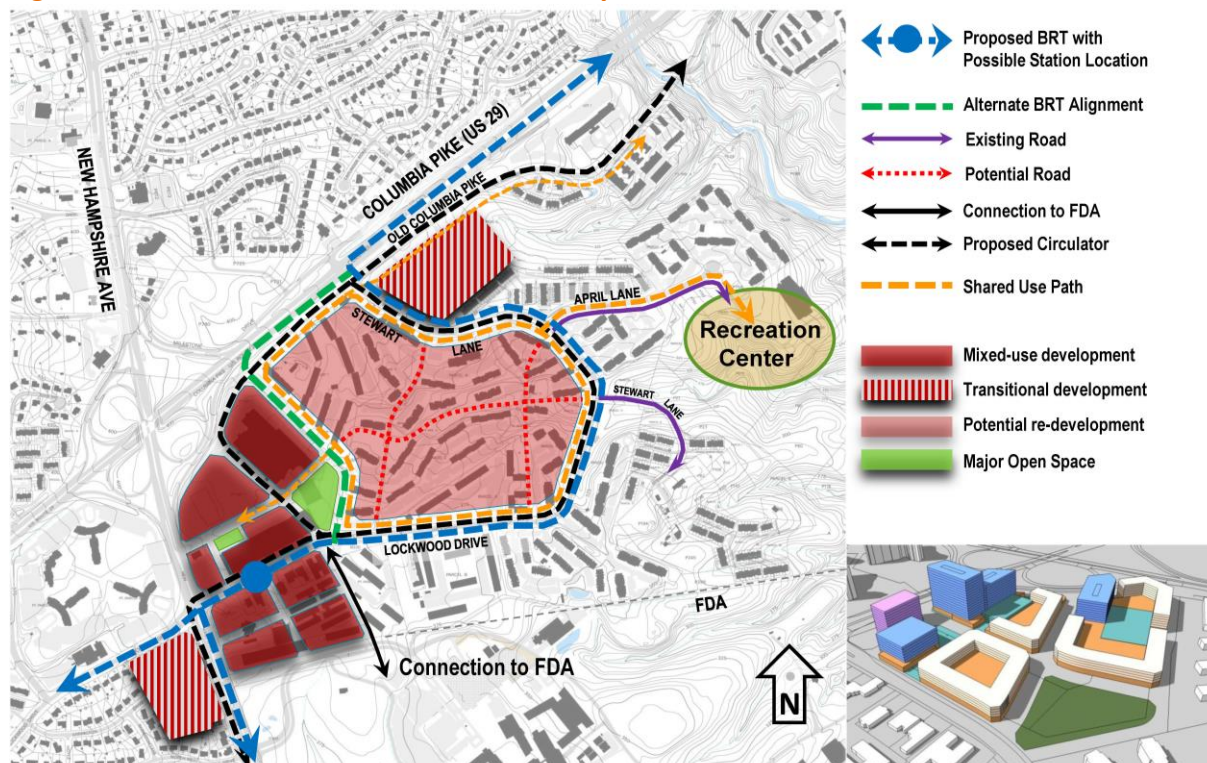 NEW HAMPSHIRE AVE
COLUMBIA PIKE (US 29)
OLD COLUMBIA PIKE
STEWART
LANE
APRIL LANE
Recreation
Center
STEWART LANE
LOCKWOOD DRIVE
FDA
Connection to FDA
N
Proposed BRT with
Possible Station Location
Alternate BRT Alignment
Existing Road
Potential Road
Connection to FDA
Proposed Circulator
Shared Use Path
Mixed-use development
Transitional development
Potential re-development
Major Open Space